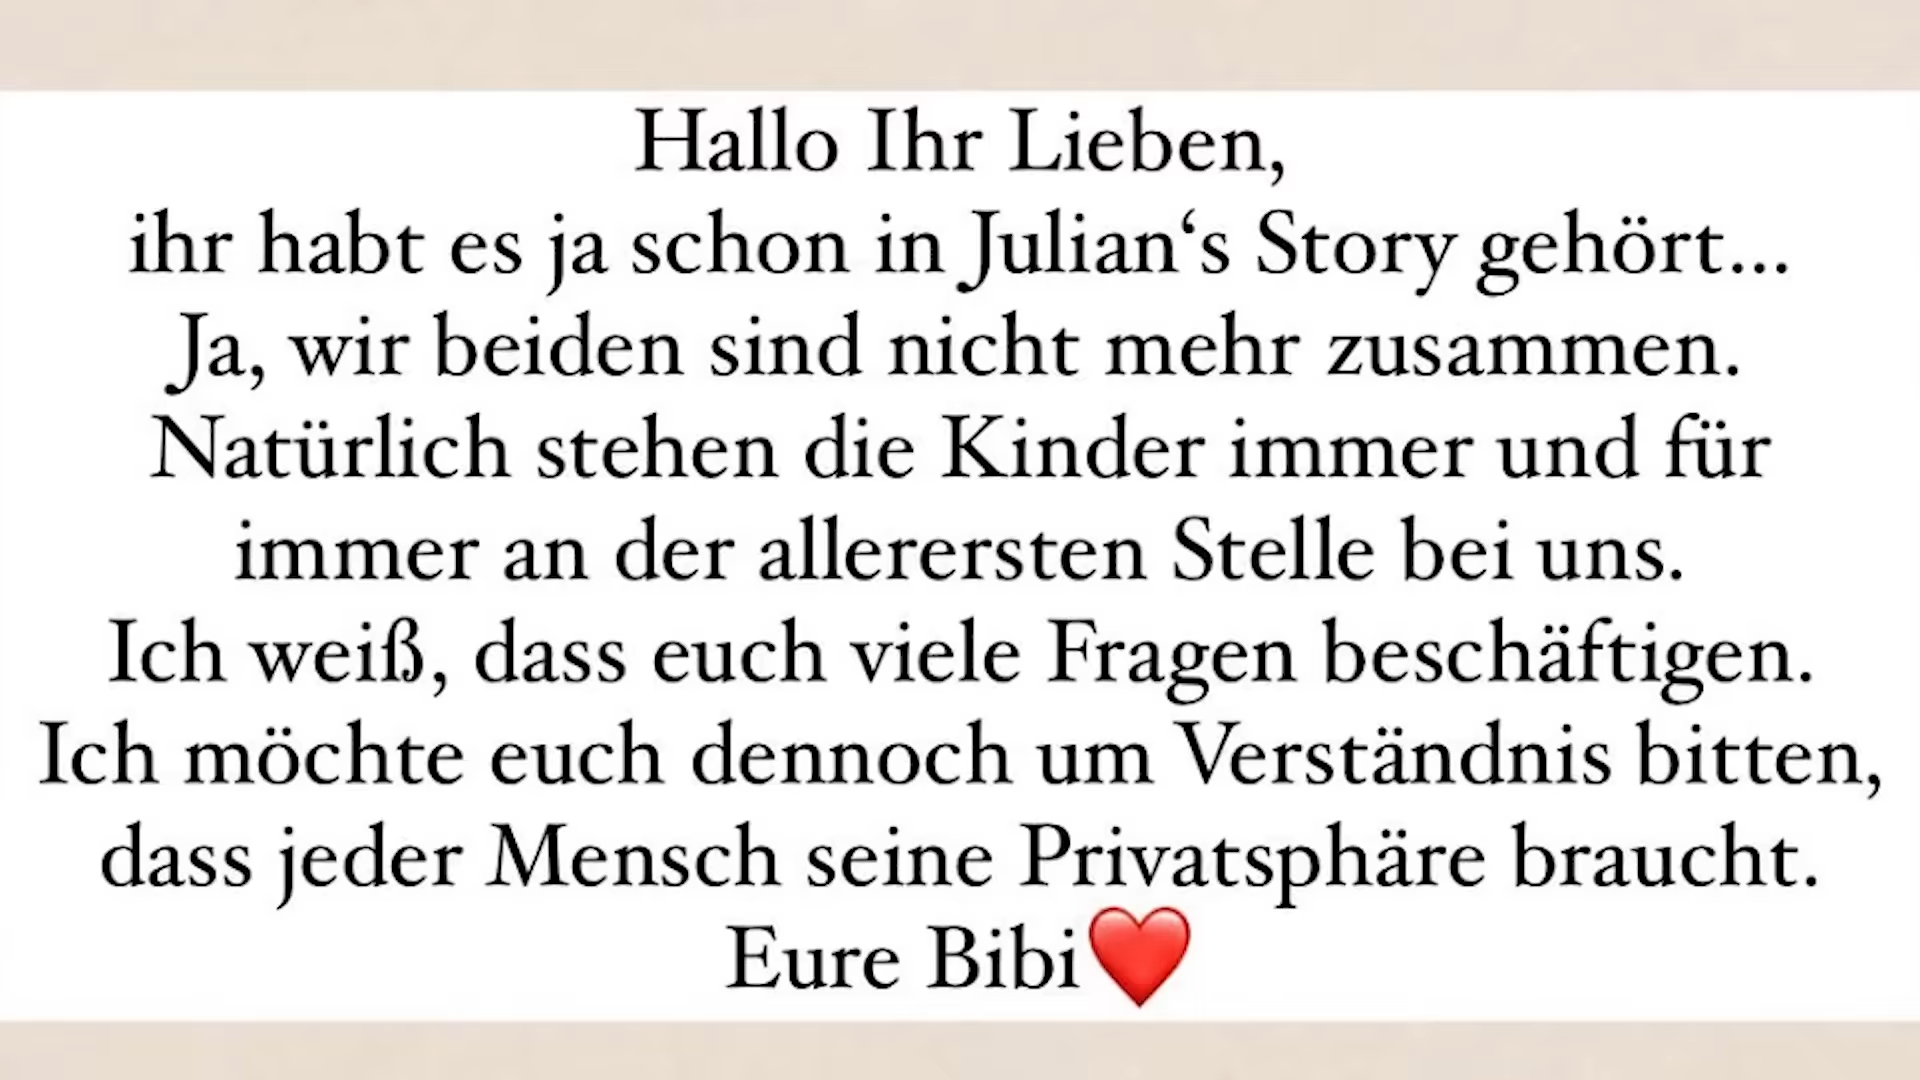 Hallo Ihr Lieben,
ihr habt es ja schon in Julian‘s Story gehört...
Ja, wir beiden sind nicht mehr zusammen.
Natürlich stehen die Kinder immer und für
immer an der allerersten Stelle bei uns.
Ich weiß, dass euch viele Fragen beschäftigen.
Ich möchte euch dennoch um Verständnis bitten,
dass jeder Mensch seine Privatsphäre braucht.
Eure Bibi❤️